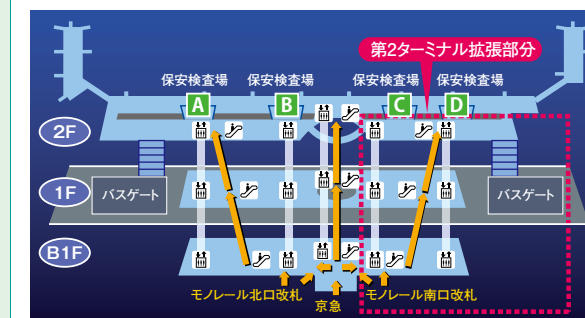 第2ターミナル拡張部分
保安検査場 保安検査場 保安検査場 保安検査場
A B C D
2F
1F
バスゲート バスゲート
B1F
モノレール北口改札 モノレール南口改札
京急